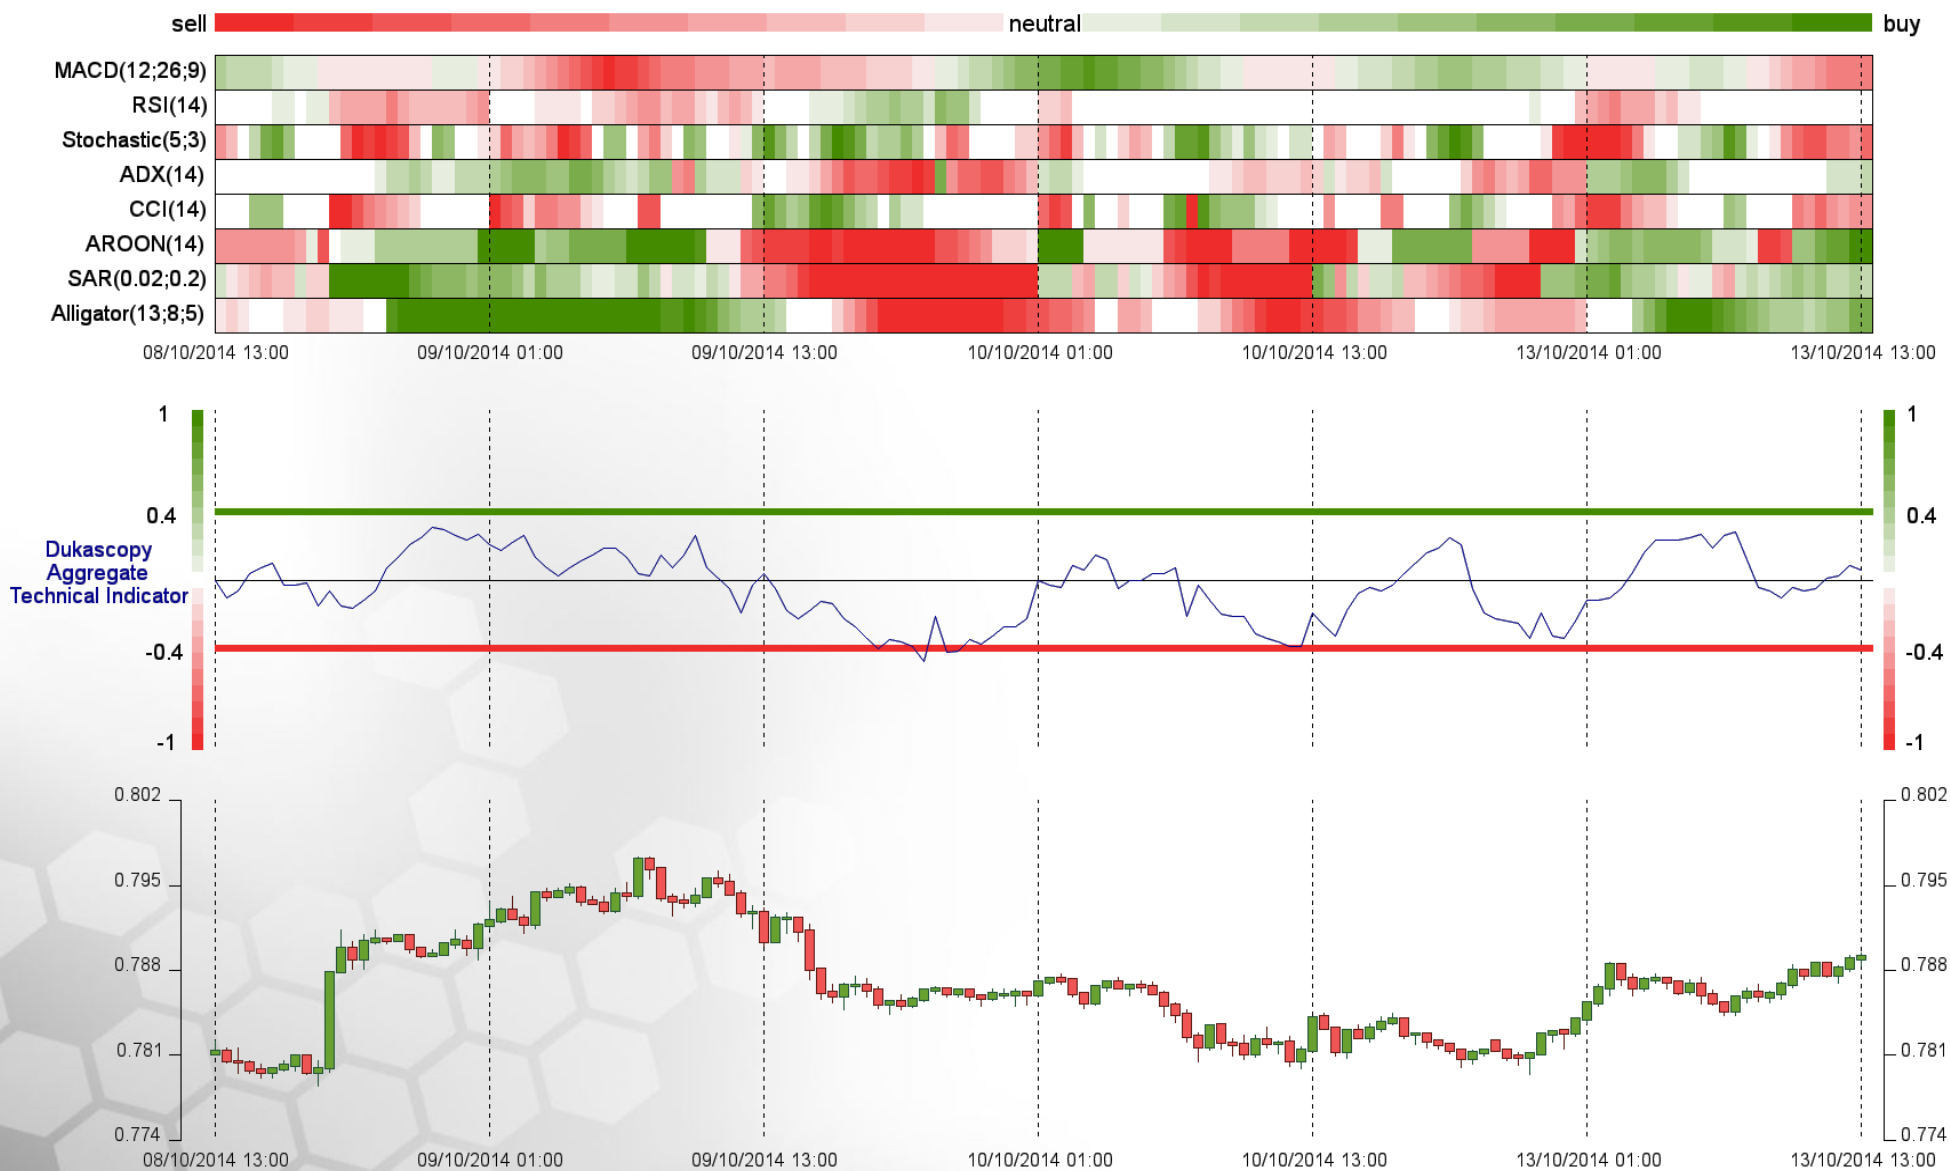 sell neutral buy
MACD(12;26;9)
RSI(14)
Stochastic(5;3)
ADX(14)
CCI(14)
AROON(14)
SAR(0.02;0.2)
Alligator(13;8;5)
08/10/2014 13:00 09/10/2014 01:00 09/10/2014 13:00 10/10/2014 01:00 10/10/2014 13:00 13/10/2014 01:00 13/10/2014 13:00
1 1
0.4 0.4
Dukascopy
Aggregate
Technical Indicator
-0.4 -0.4
-1 -1
0.802 0.802
0.795 0.795
0.788 0.788
0.781 0.781
0.774 0.774
08/10/2014 13:00 09/10/2014 01:00 09/10/2014 13:00 10/10/2014 01:00 10/10/2014 13:00 13/10/2014 01:00 13/10/2014 13:00